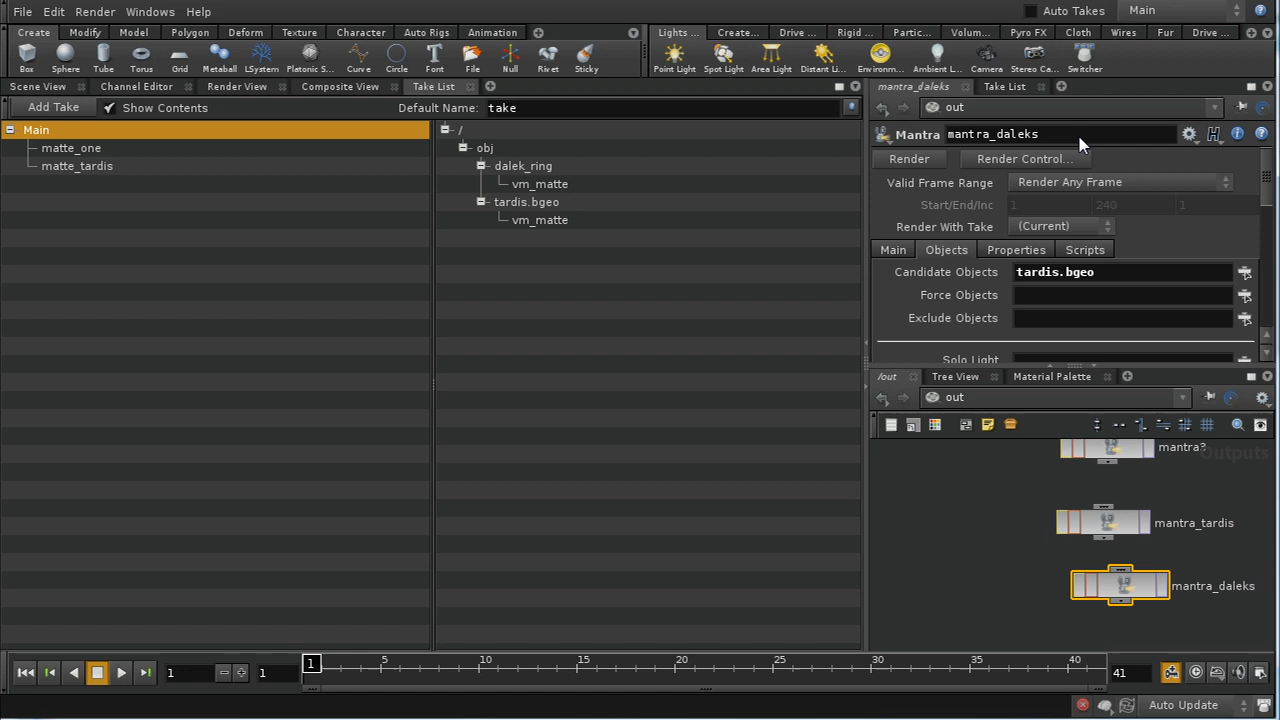 File Edit Render Windows Help Auto Takes Main
Create Modify Model Polygon Deform Texture Character Auto Rigs Animation Lights ... Create... Drive ... Rigid ... Partic... Volum... Pyro FX Cloth Wires Fur Drive ...
Box Sphere Tube Torus Grid Metaball LSystem Platonic S... Curve Circle Font File Null Rivet Sticky Point Light Spot Light Area Light Distant Li... Environm... Ambient L... Camera Stereo Ca... Switcher
Scene View Channel Editor Render View Composite View Take List mantra_daleks Take List
Add Take Show Contents Default Name: take out
Main / Mantra mantra_daleks
matte_one obj
matte_tardis dalek_ring Render Render Control...
vm_matte Valid Frame Range Render Any Frame
tardis.bgeo Start/End/Inc 1 240 1
vm_matte Render With Take (Current)
Main Objects Properties Scripts
Candidate Objects tardis.bgeo
Force Objects
Exclude Objects
Solo Light
/out Tree View Material Palette
out
mantra? Outputs
mantra_tardis
mantra_daleks
1 1 1 5 10 15 20 25 30 35 40 41
Auto Update